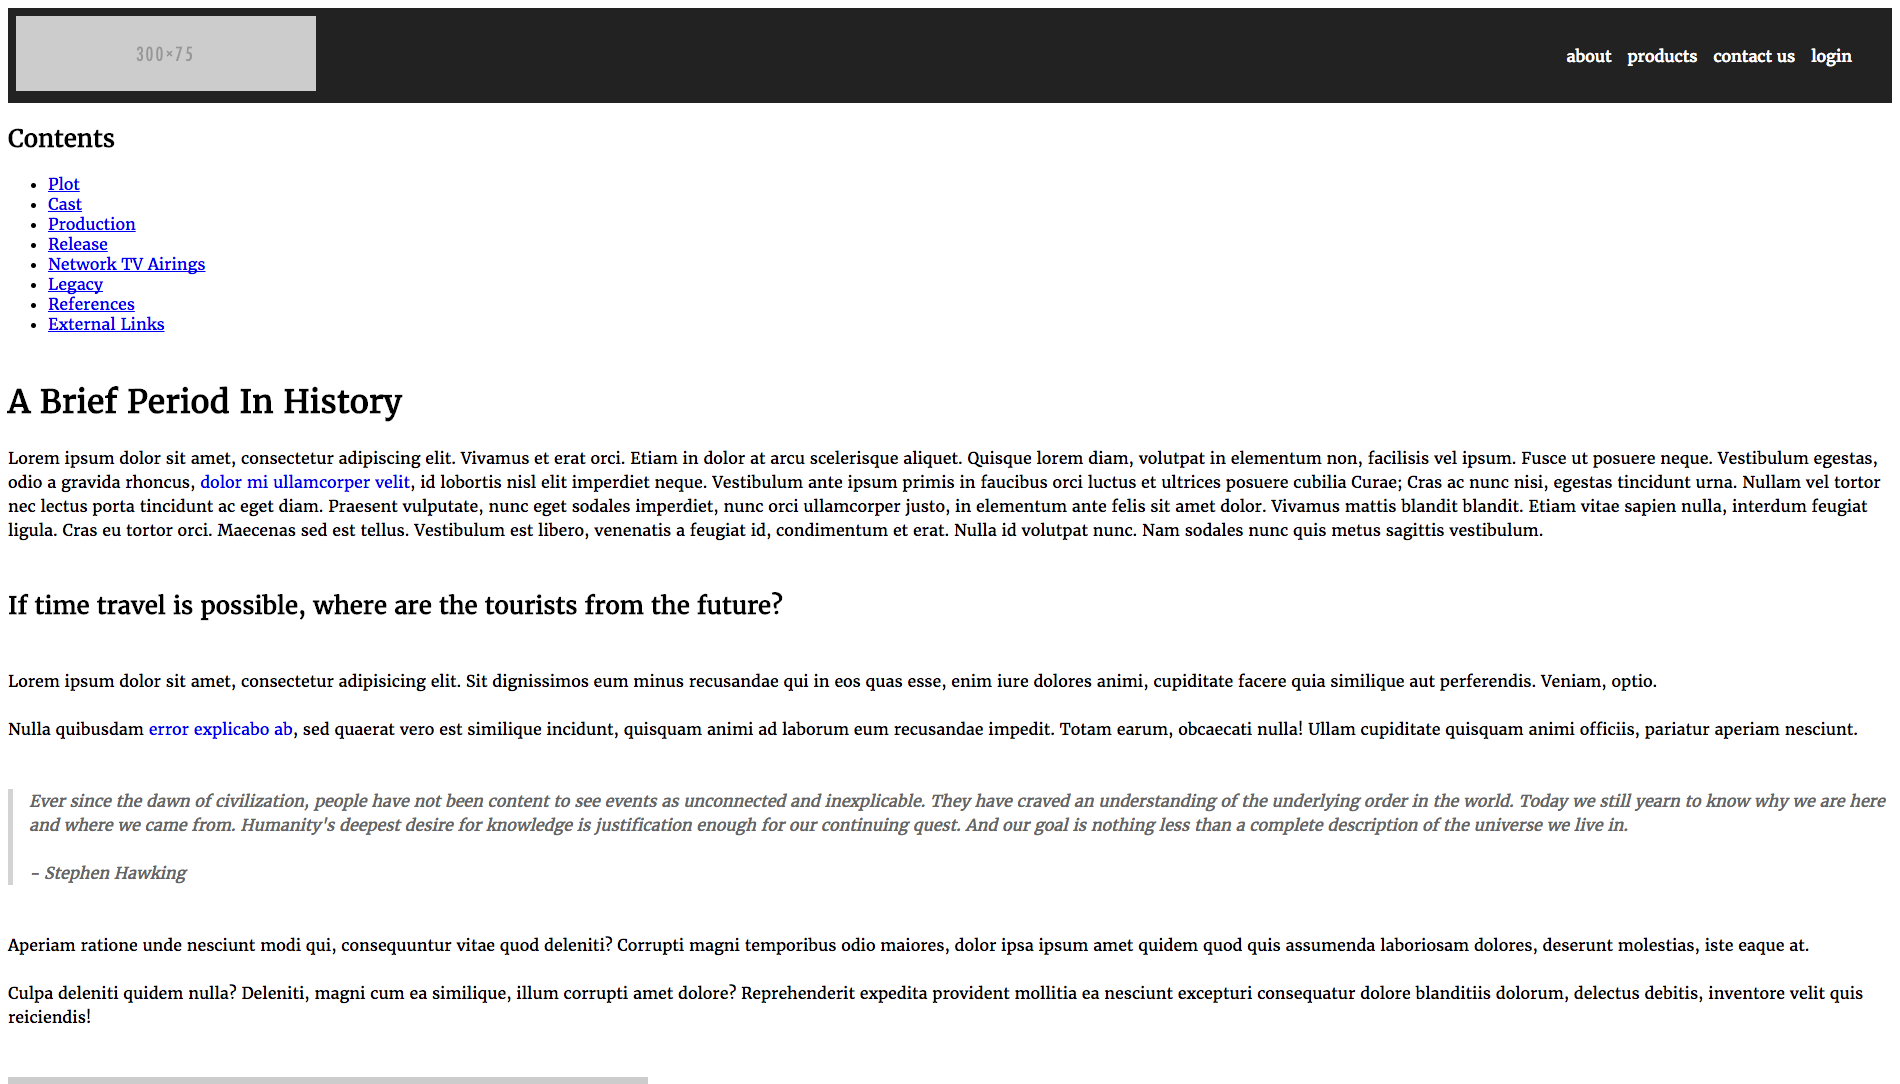 300×75
about products contact us login
Contents
• Plot
• Cast
• Production
• Release
• Network TV Airings
• Legacy
• References
• External Links
A Brief Period In History
Lorem ipsum dolor sit amet, consectetur adipiscing elit. Vivamus et erat orci. Etiam in dolor at arcu scelerisque aliquet. Quisque lorem diam, volutpat in elementum non, facilisis vel ipsum. Fusce ut posuere neque. Vestibulum egestas,
odio a gravida rhoncus, dolor mi ullamcorper velit, id lobortis nisl elit imperdiet neque. Vestibulum ante ipsum primis in faucibus orci luctus et ultrices posuere cubilia Curae; Cras ac nunc nisi, egestas tincidunt urna. Nullam vel tortor
nec lectus porta tincidunt ac eget diam. Praesent vulputate, nunc eget sodales imperdiet, nunc orci ullamcorper justo, in elementum ante felis sit amet dolor. Vivamus mattis blandit blandit. Etiam vitae sapien nulla, interdum feugiat
ligula. Cras eu tortor orci. Maecenas sed est tellus. Vestibulum est libero, venenatis a feugiat id, condimentum et erat. Nulla id volutpat nunc. Nam sodales nunc quis metus sagittis vestibulum.
If time travel is possible, where are the tourists from the future?
Lorem ipsum dolor sit amet, consectetur adipisicing elit. Sit dignissimos eum minus recusandae qui in eos quas esse, enim iure dolores animi, cupiditate facere quia similique aut perferendis. Veniam, optio.
Nulla quibusdam error explicabo ab, sed quaerat vero est similique incidunt, quisquam animi ad laborum eum recusandae impedit. Totam earum, obcaecati nulla! Ullam cupiditate quisquam animi officiis, pariatur aperiam nesciunt.
Ever since the dawn of civilization, people have not been content to see events as unconnected and inexplicable. They have craved an understanding of the underlying order in the world. Today we still yearn to know why we are here
and where we came from. Humanity's deepest desire for knowledge is justification enough for our continuing quest. And our goal is nothing less than a complete description of the universe we live in.
– Stephen Hawking
Aperiam ratione unde nesciunt modi qui, consequuntur vitae quod deleniti? Corrupti magni temporibus odio maiores, dolor ipsa ipsum amet quidem quod quis assumenda laboriosam dolores, deserunt molestias, iste eaque at.
Culpa deleniti quidem nulla? Deleniti, magni cum ea similique, illum corrupti amet dolore? Reprehenderit expedita provident mollitia ea nesciunt excepturi consequatur dolore blanditiis dolorum, delectus debitis, inventore velit quis
reiciendis!